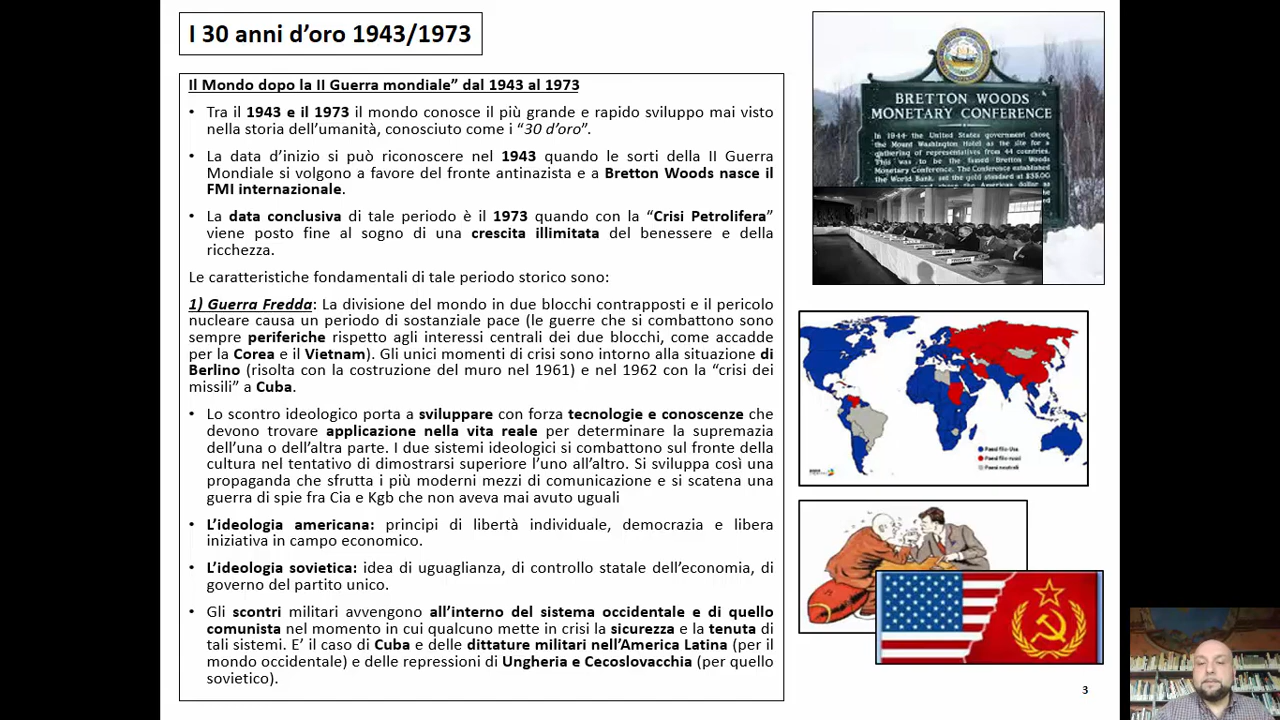 I 30 anni d'oro 1943/1973
Il Mondo dopo la II Guerra mondiale” dal 1943 al 1973
• Tra il 1943 e il 1973 il mondo conosce il più grande e rapido sviluppo mai visto
nella storia dell'umanità, conosciuto come i “30 d'oro”.
• La data d'inizio si può riconoscere nel 1943 quando le sorti della II Guerra
Mondiale si volgono a favore del fronte antinazista e a Bretton Woods nasce il
FMI internazionale.
• La data conclusiva di tale periodo è il 1973 quando con la “Crisi Petrolifera”
viene posto fine al sogno di una crescita illimitata del benessere e della
ricchezza.
Le caratteristiche fondamentali di tale periodo storico sono:
1) Guerra Fredda: La divisione del mondo in due blocchi contrapposti e il pericolo
nucleare causa un periodo di sostanziale pace (le guerre che si combattono sono
sempre periferiche rispetto agli interessi centrali dei due blocchi, come accadde
per la Corea e il Vietnam). Gli unici momenti di crisi sono intorno alla situazione di
Berlino (risolta con la costruzione del muro nel 1961) e nel 1962 con la “crisi dei
missili” a Cuba.
• Lo scontro ideologico porta a sviluppare con forza tecnologie e conoscenze che
devono trovare applicazione nella vita reale per determinare la supremazia
dell'una o dell'altra parte. I due sistemi ideologici si combattono sul fronte della
cultura nel tentativo di dimostrarsi superiore l'uno all'altro. Si sviluppa così una
propaganda che sfrutta i più moderni mezzi di comunicazione e si scatena una
guerra di spie fra Cia e Kgb che non aveva mai avuto uguali
• L'ideologia americana: principi di libertà individuale, democrazia e libera
iniziativa in campo economico.
• L'ideologia sovietica: idea di uguaglianza, di controllo statale dell'economia, di
governo del partito unico.
• Gli scontri militari avvengono all'interno del sistema occidentale e di quello
comunista nel momento in cui qualcuno mette in crisi la sicurezza e la tenuta di
tali sistemi. E' il caso di Cuba e delle dittature militari nell'America Latina (per il
mondo occidentale) e delle repressioni di Ungheria e Cecoslovacchia (per quello
sovietico).
BRETTON WOODS
MONETARY CONFERENCE
In 1944 the United States government chose
the Mount Washington Hotel as the site for a
gathering of representatives from 44 countries.
This was to be the famed Bretton Woods
Monetary Conference. The Conference established
the World Bank, set the gold standard at $35.00
Paesi filo-Usa
Paesi filo-russi
Paesi neutrali
3